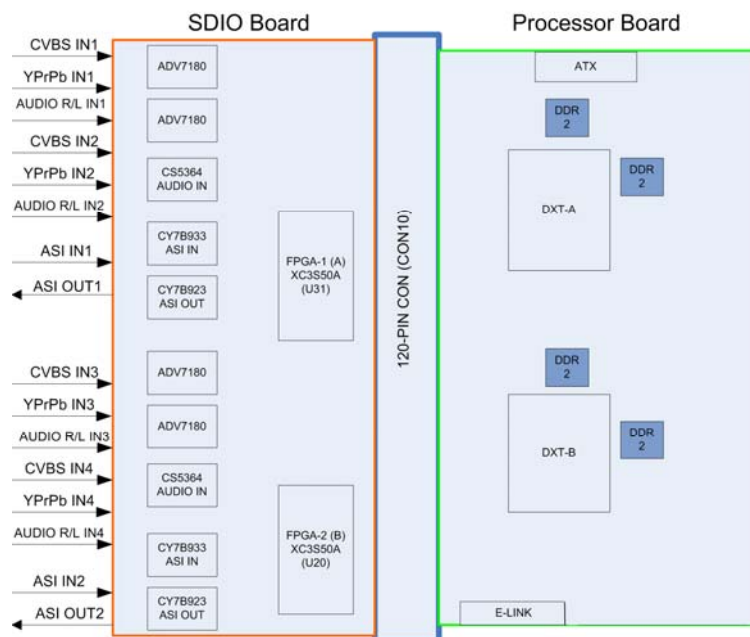 SDIO Board
Processor Board
CVBS IN1
YPrPb IN1
AUDIO R/L IN1
CVBS IN2
YPrPb IN2
AUDIO R/L IN2
ASI IN1
ASI OUT1
CVBS IN3
YPrPb IN3
AUDIO R/L IN3
CVBS IN4
YPrPb IN4
AUDIO R/L IN4
ASI IN2
ASI OUT2
ADV7180
ADV7180
CS5364
AUDIO IN
CY7B933
ASI IN
CY7B923
ASI OUT
ADV7180
ADV7180
CS5364
AUDIO IN
CY7B933
ASI IN
CY7B923
ASI OUT
FPGA-1 (A)
XC3S50A
(U31)
FPGA-2 (B)
XC3S50A
(U20)
120-PIN CON (CON10)
ATX
DDR
2
DDR
2
DXT-A
DDR
2
DDR
2
DXT-B
E-LINK